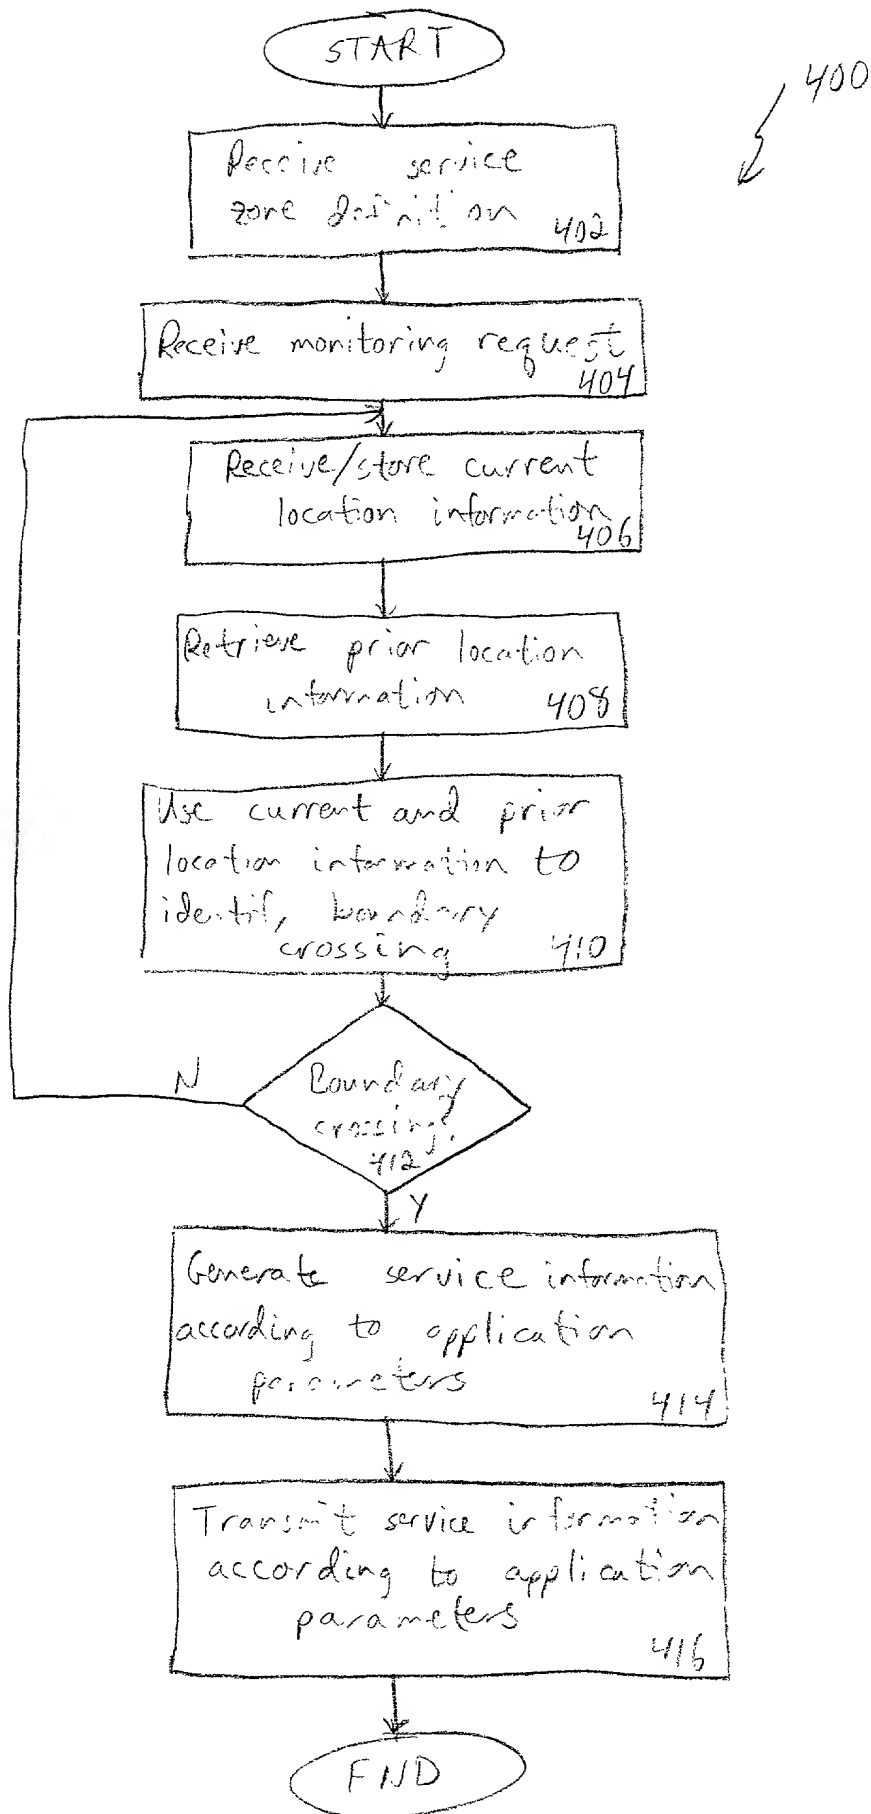 START
400
Receive service
zone definition
402
Receive monitoring request
404
Receive/store current
location information
406
Retrieve prior location
information 408
Use current and prior
location information to
identify boundary
crossing 410
N
Boundary
crossing?
412
Y
Generate service information
according to application
parameters
414
Transmit service information
according to application
parameters
416
END